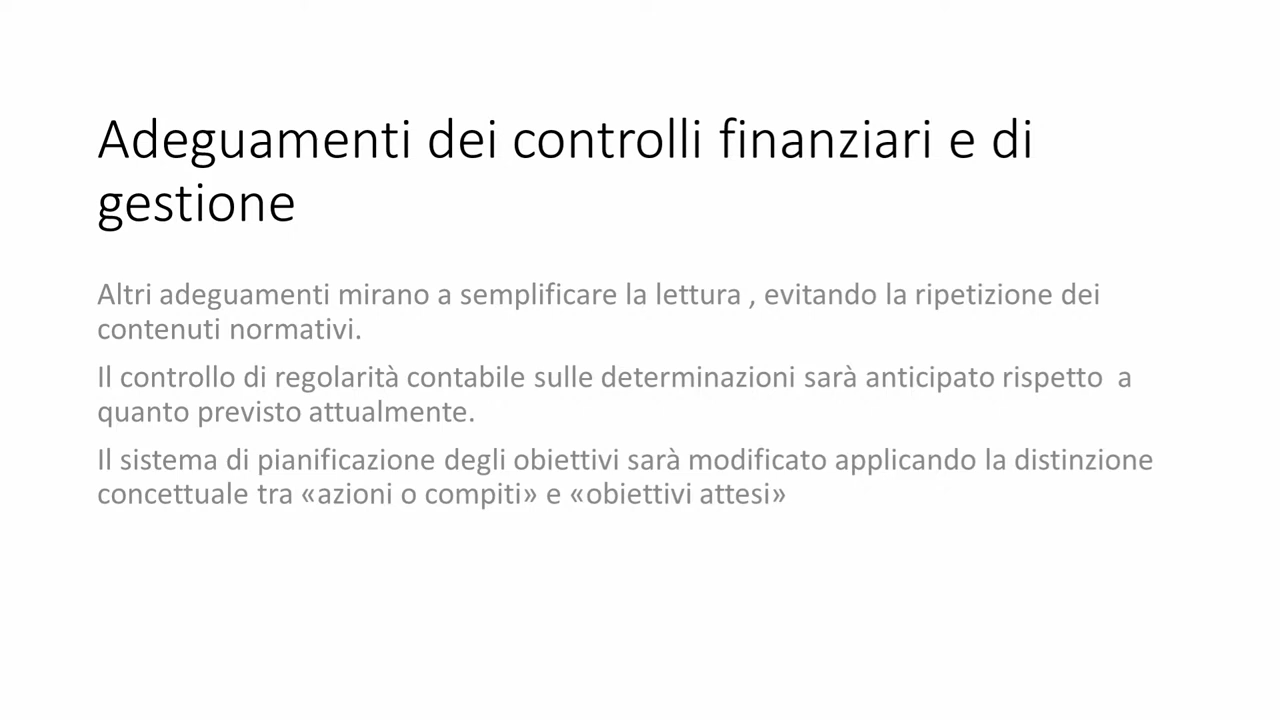 Adeguamenti dei controlli finanziari e di
gestione
Altri adeguamenti mirano a semplificare la lettura , evitando la ripetizione dei
contenuti normativi.
Il controllo di regolarità contabile sulle determinazioni sarà anticipato rispetto  a
quanto previsto attualmente.
Il sistema di pianificazione degli obiettivi sarà modificato applicando la distinzione
concettuale tra «azioni o compiti» e «obiettivi attesi»